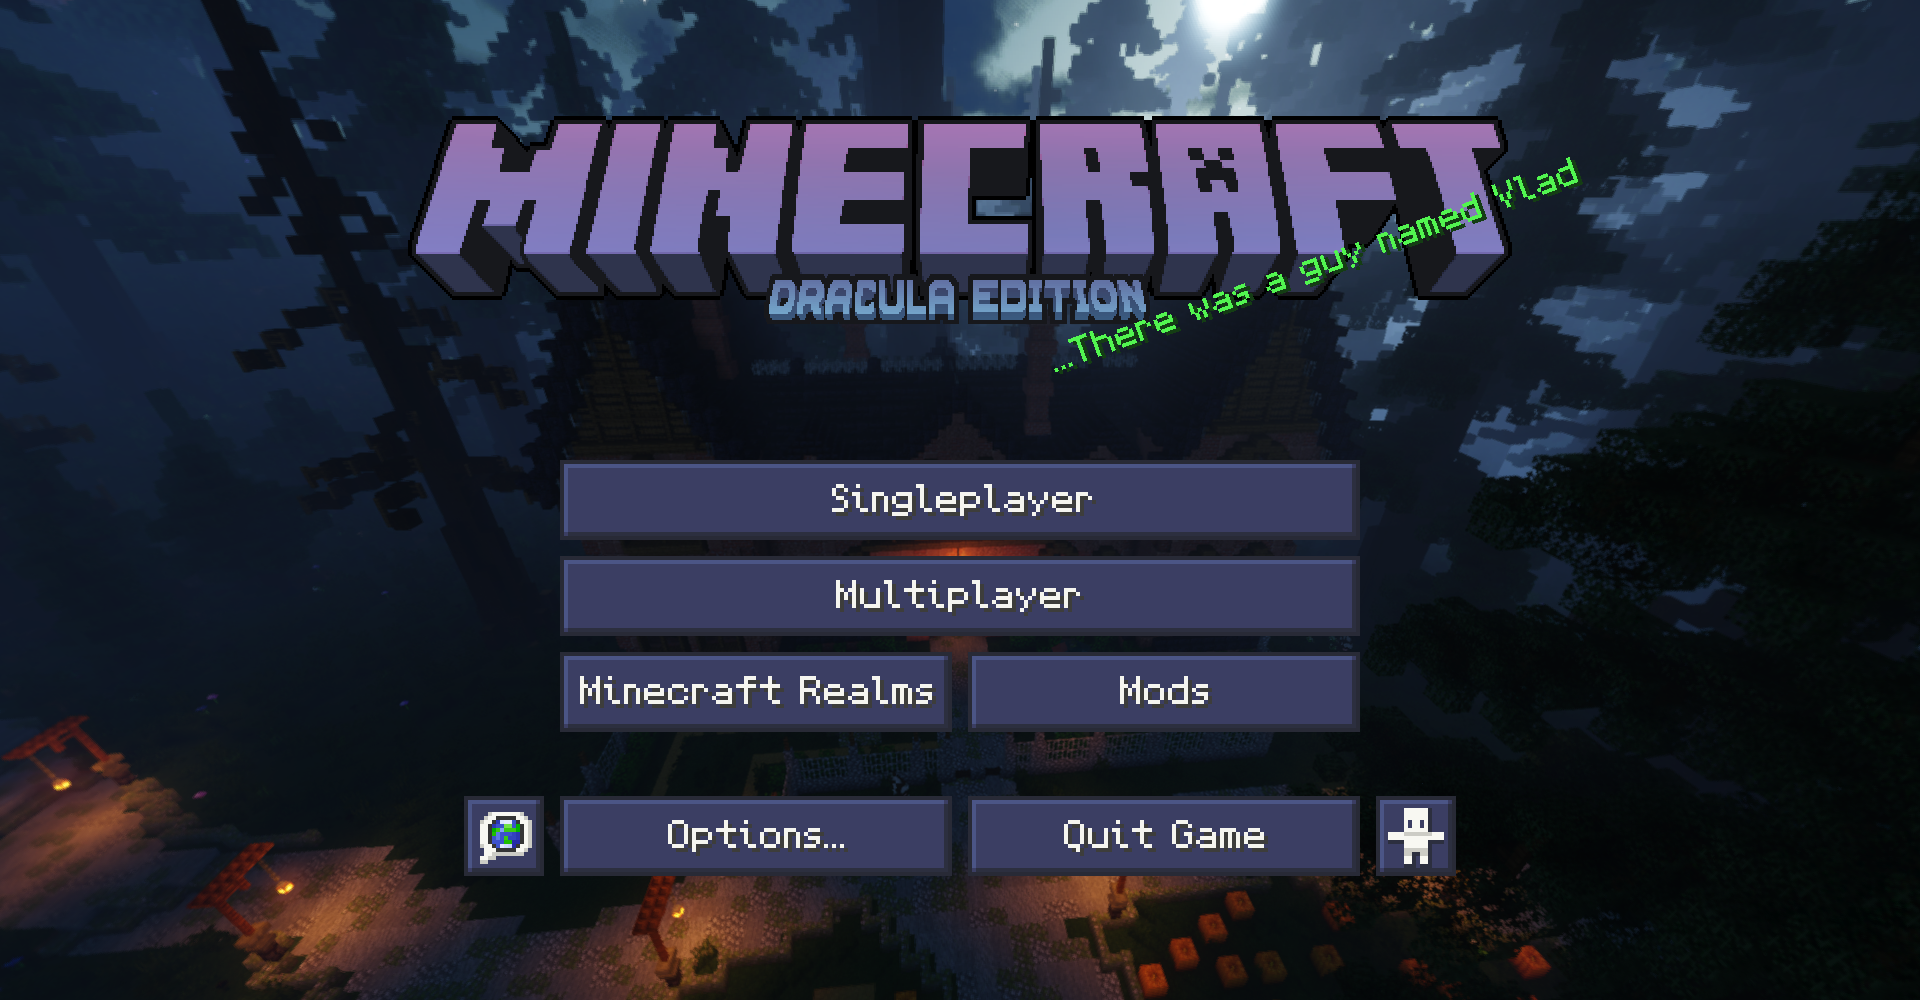 MINECRAFT
DRACULA EDITION
...There was a guy named Vlad
Singleplayer
Multiplayer
Minecraft Realms
Mods
Options...
Quit Game